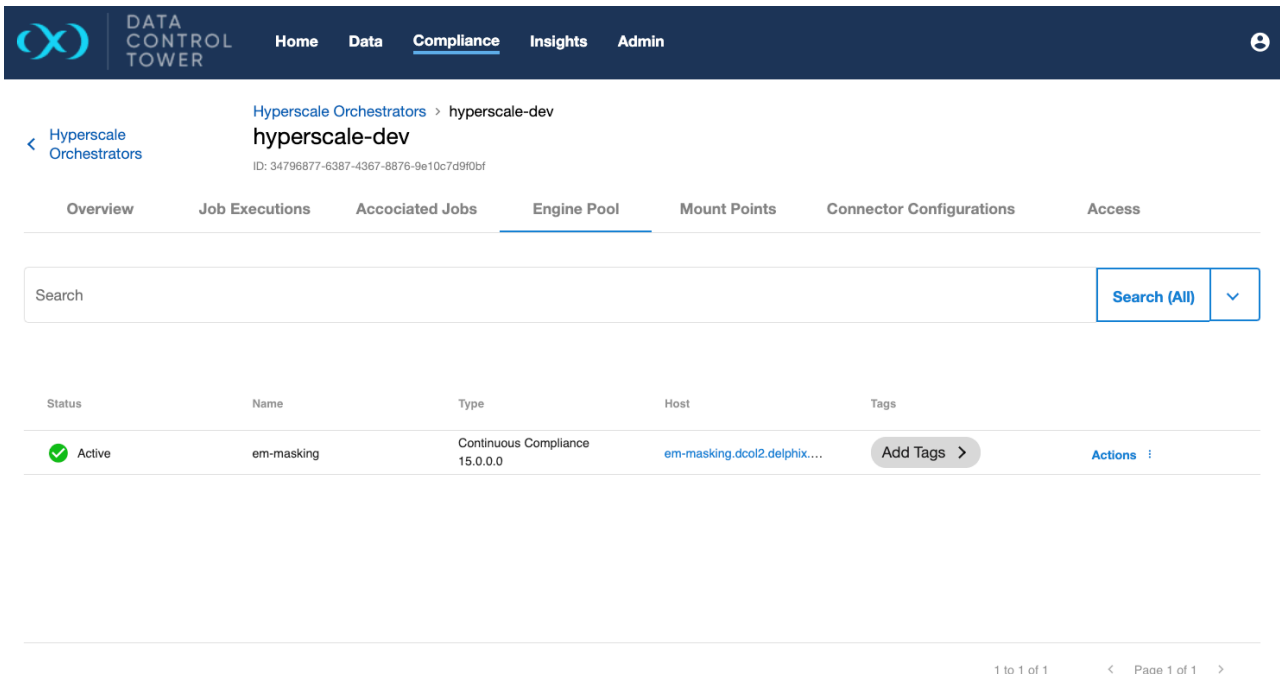 DATA
CONTROL
TOWER
Home Data Compliance Insights Admin
Hyperscale Orchestrators > hyperscale-dev
Hyperscale
Orchestrators
hyperscale-dev
ID: 34796877-6387-4367-8876-9e10c7d9f0bf
Overview Job Executions Accociated Jobs Engine Pool Mount Points Connector Configurations Access
Search Search (All)
Status Name Type Host Tags
Active em-masking Continuous Compliance 15.0.0.0 em-masking.dcol2.delphix.... Add Tags Actions
1 to 1 of 1 Page 1 of 1